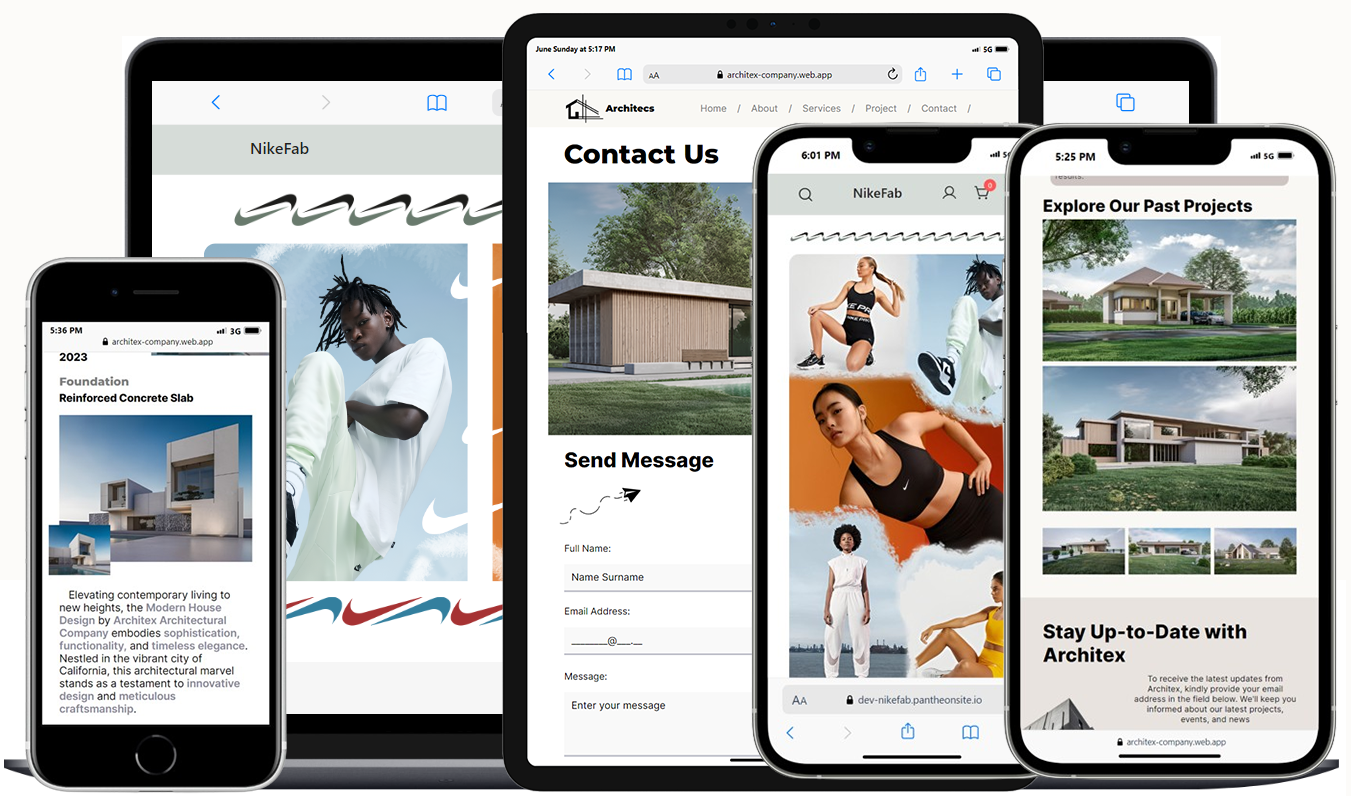 NikeFab
5:36 PM
3G
architex-company.web.app
2023
Foundation
Reinforced Concrete Slab
Elevating contemporary living to
new heights, the Modern House
Design by Architex Architectural
Company embodies sophistication,
functionality, and timeless elegance.
Nestled in the vibrant city of
California, this architectural marvel
stands as a testament to innovative
design and meticulous
craftsmanship.
June Sunday at 5:17 PM
5G
AA
architex-company.web.app
Architecs
Home / About / Services / Project / Contact /
Contact Us
Send Message
Full Name:
Name Surname
Email Address:
________@___.__
Message:
Enter your message
6:01 PM
NikeFab
0
NIKE PRO
AA
dev-nikefab.pantheonsite.io
5:25 PM
5G
results.
Explore Our Past Projects
Stay Up-to-Date with
Architex
To receive the latest updates from
Architex, kindly provide your email
address in the field below. We'll keep you
informed about our latest projects,
events, and news
architex-company.web.app